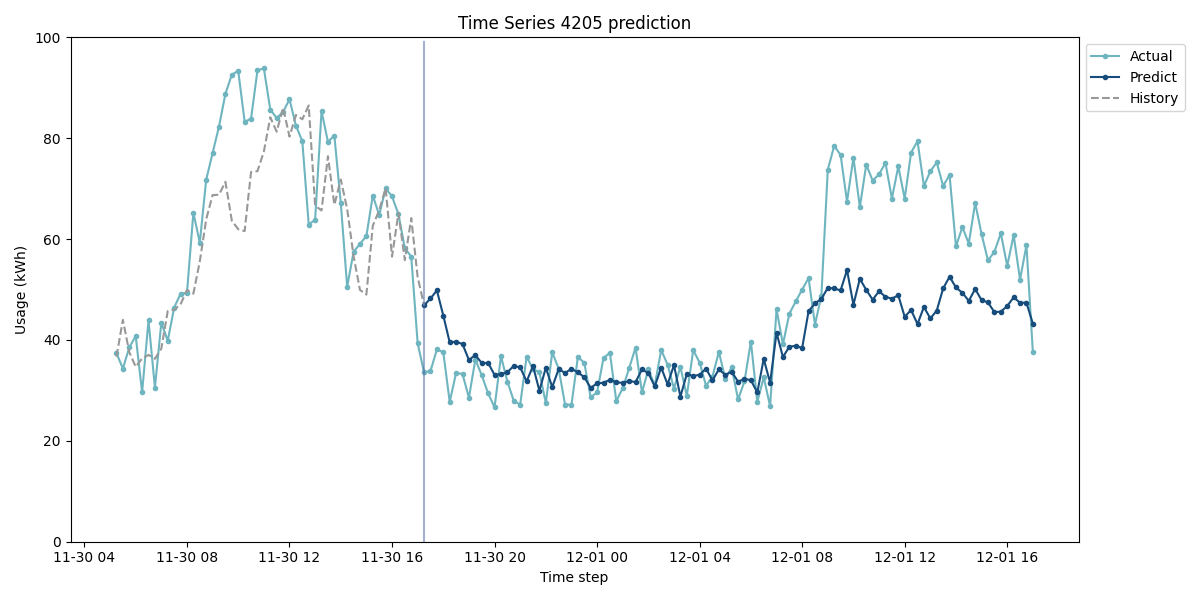 Time Series 4205 prediction
Usage (kWh)
100
80
60
40
20
0
11-30 04
11-30 08
11-30 12
11-30 16
11-30 20
12-01 00
12-01 04
12-01 08
12-01 12
12-01 16
Time step
Actual
Predict
History